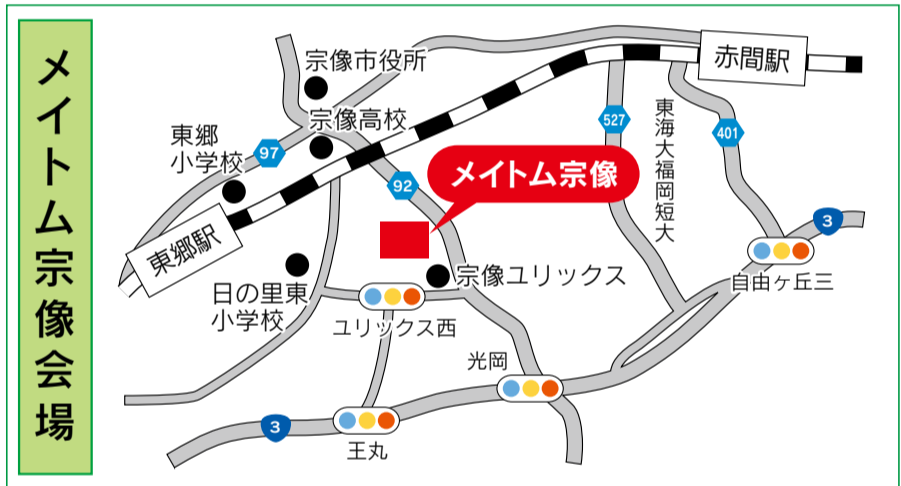 メイトム宗像会場
宗像市役所
赤間駅
宗像高校
東郷
小学校
97
527
東海大福岡短大
401
92
メイトム宗像
3
東郷駅
宗像ユリックス
日の里東
小学校
自由ケ丘三
ユリックス西
光岡
3
王丸